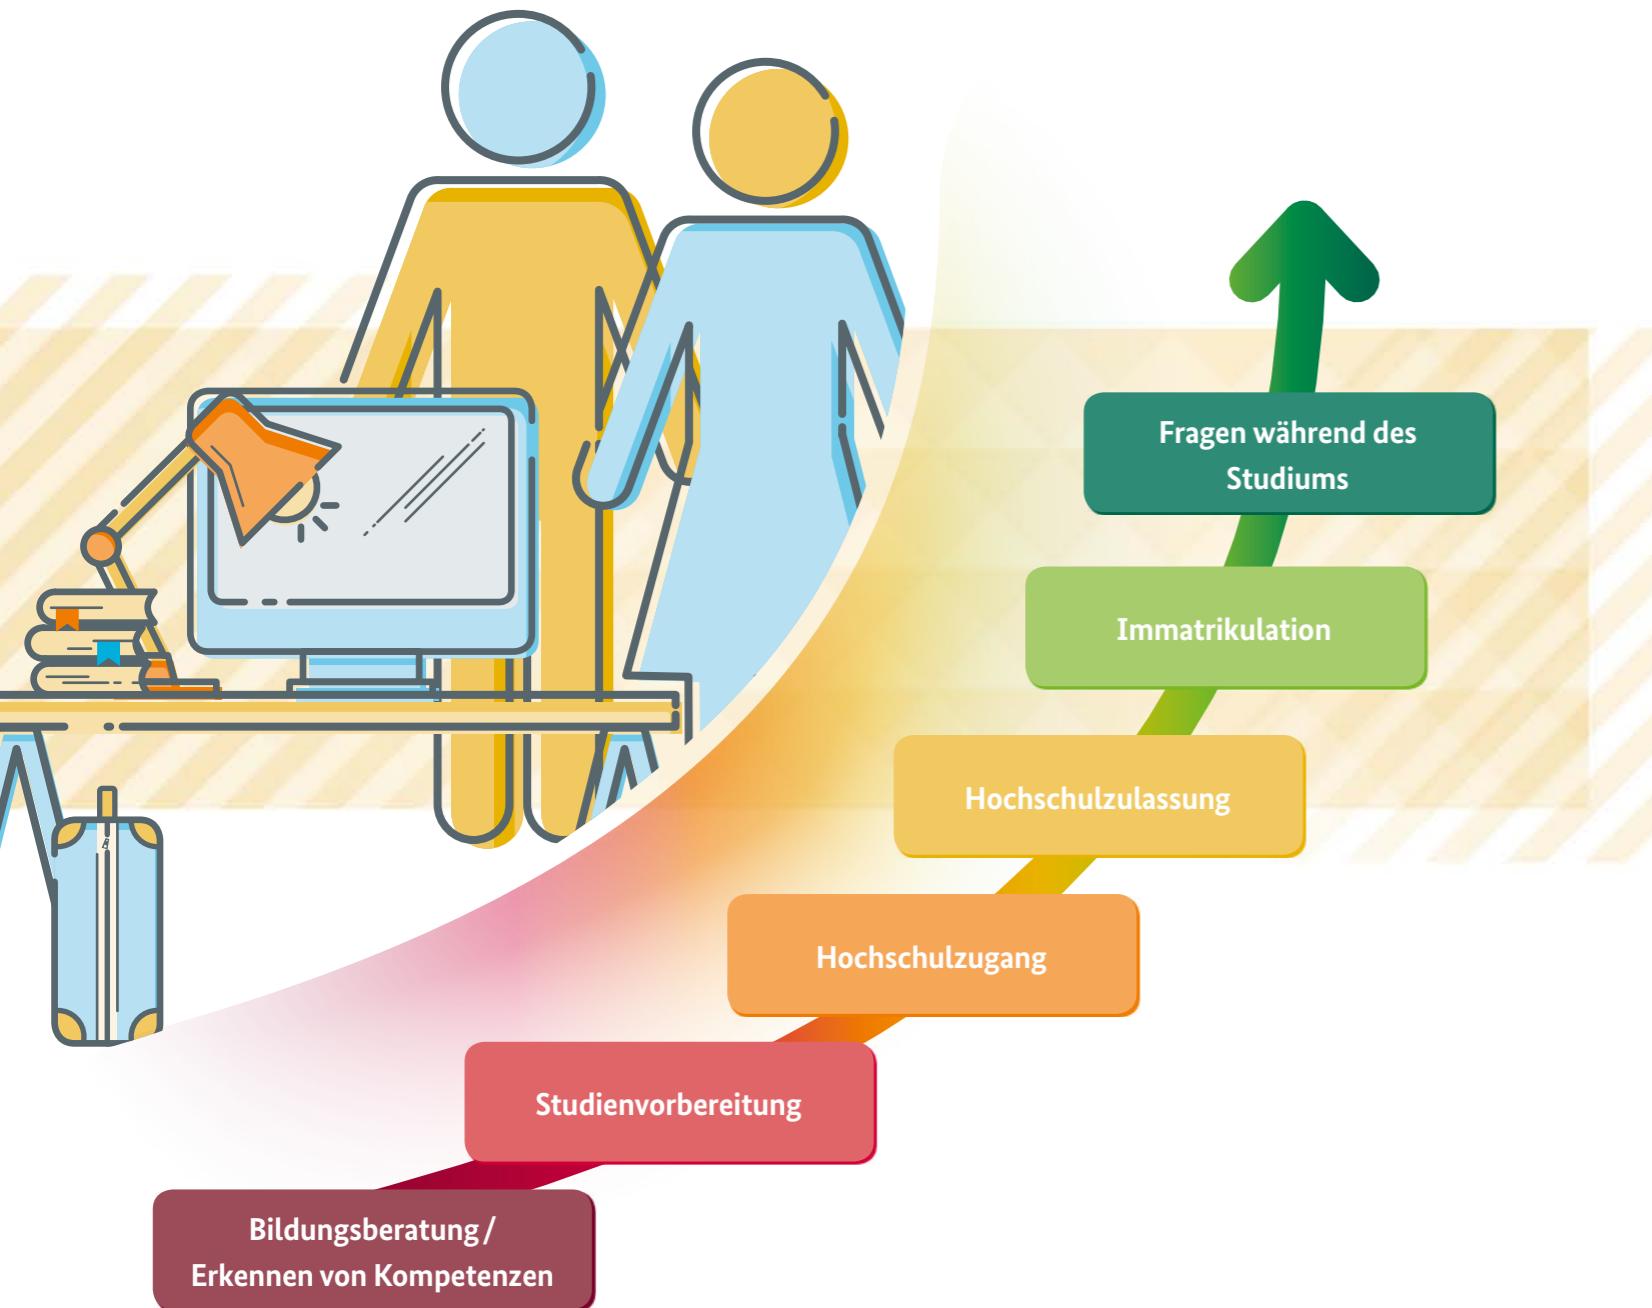 Fragen während des
Studiums
Immatrikulation
Hochschulzulassung
Hochschulzugang
Studienvorbereitung
Bildungsberatung/
Erkennen von Kompetenzen